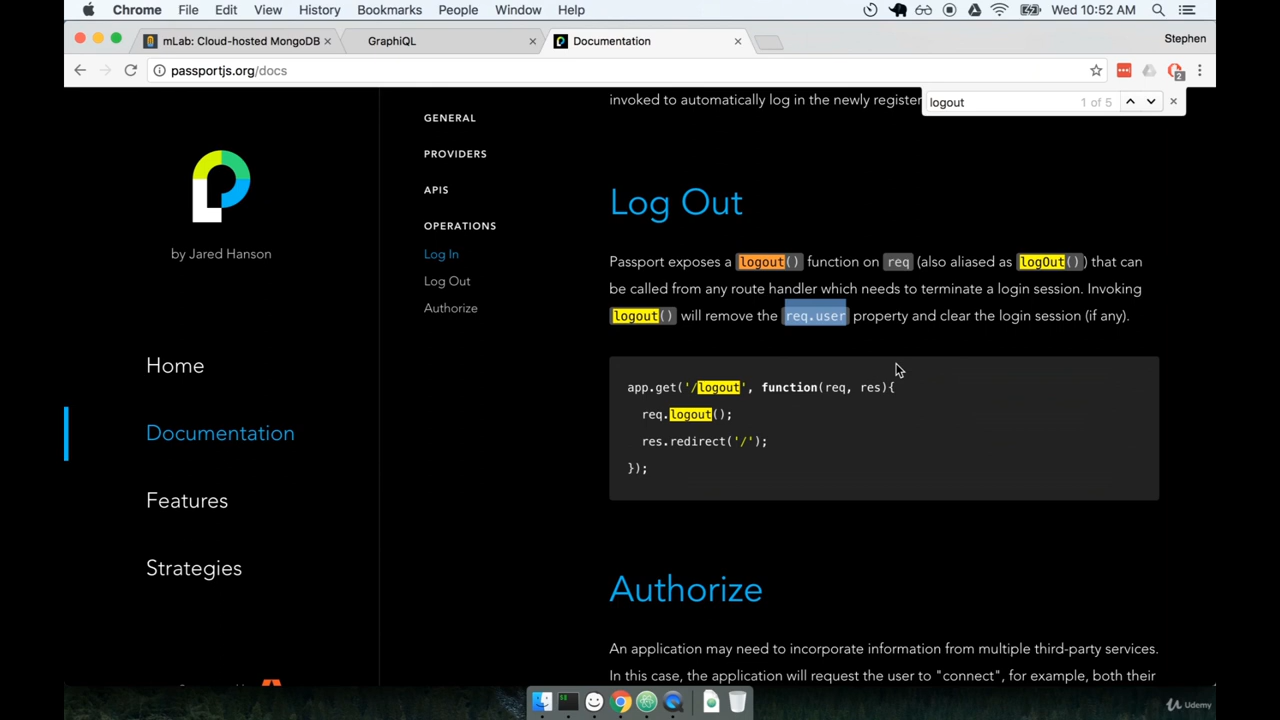 Chrome File Edit View History Bookmarks People Window Help Wed 10:52 AM
mLab: Cloud-hosted MongoDB GraphiQL Documentation Stephen
passportjs.org/docs 2
logout 1 of 5
invoked to automatically log in the newly register
GENERAL
PROVIDERS
APIS
OPERATIONS
Log In
Log Out
Authorize
by Jared Hanson
Home
Documentation
Features
Strategies
Log Out
Passport exposes a logout() function on req (also aliased as logOut()) that can
be called from any route handler which needs to terminate a login session. Invoking
logout() will remove the req.user property and clear the login session (if any).
app.get('/logout', function(req, res){
req.logout();
res.redirect('/');
});
Authorize
An application may need to incorporate information from multiple third-party services.
In this case, the application will request the user to "connect", for example, both their
Udemy